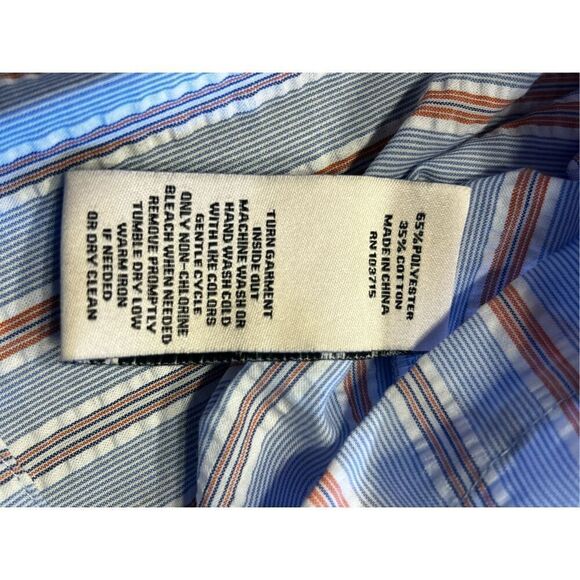 65% POLYESTER
35% COTTON
MADE IN CHINA
RN 103715
TURN GARMENT
INSIDE OUT
MACHINE WASH OR
HAND WASH COLD
WITH LIKE COLORS
GENTLE CYCLE
ONLY NON-CHLORINE
BLEACH WHEN NEEDED
REMOVE PROMPTLY
TUMBLE DRY LOW
WARM IRON
IF NEEDED
OR DRY CLEAN